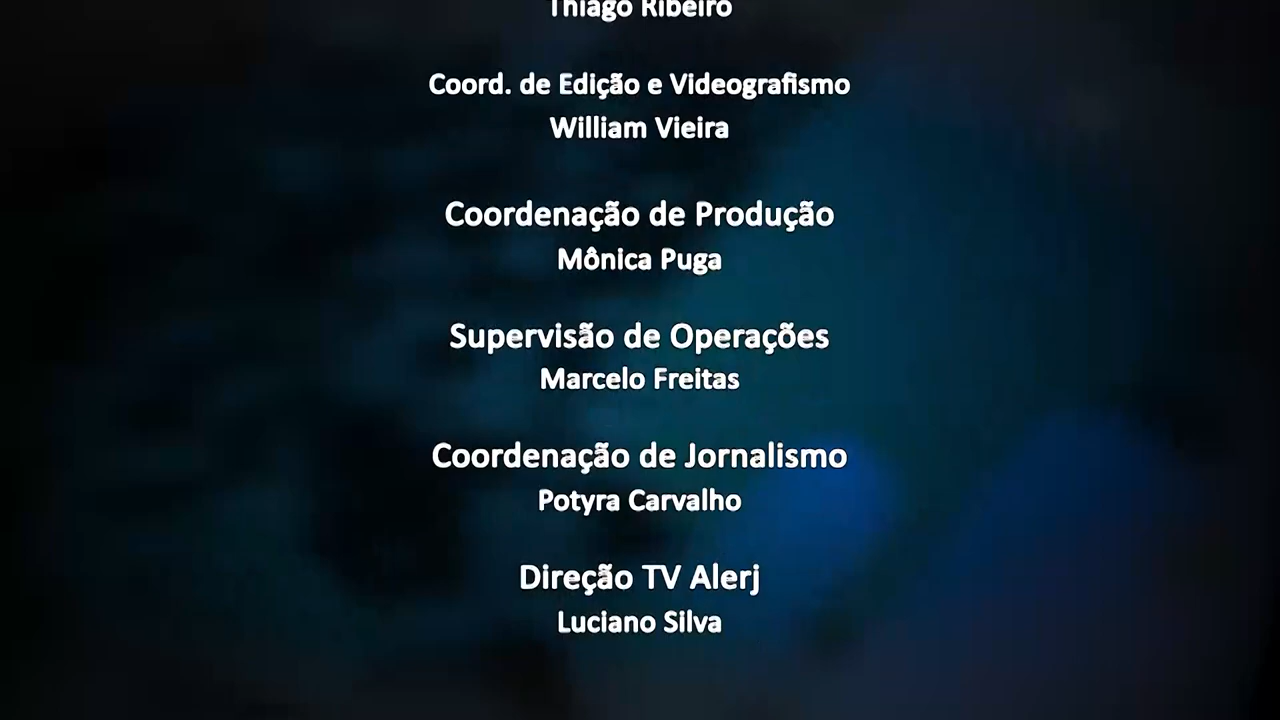 Thiago Ribeiro
Coord. de Edição e Videografismo
William Vieira
Coordenação de Produção
Mônica Puga
Supervisão de Operações
Marcelo Freitas
Coordenação de Jornalismo
Potyra Carvalho
Direção TV Alerj
Luciano Silva